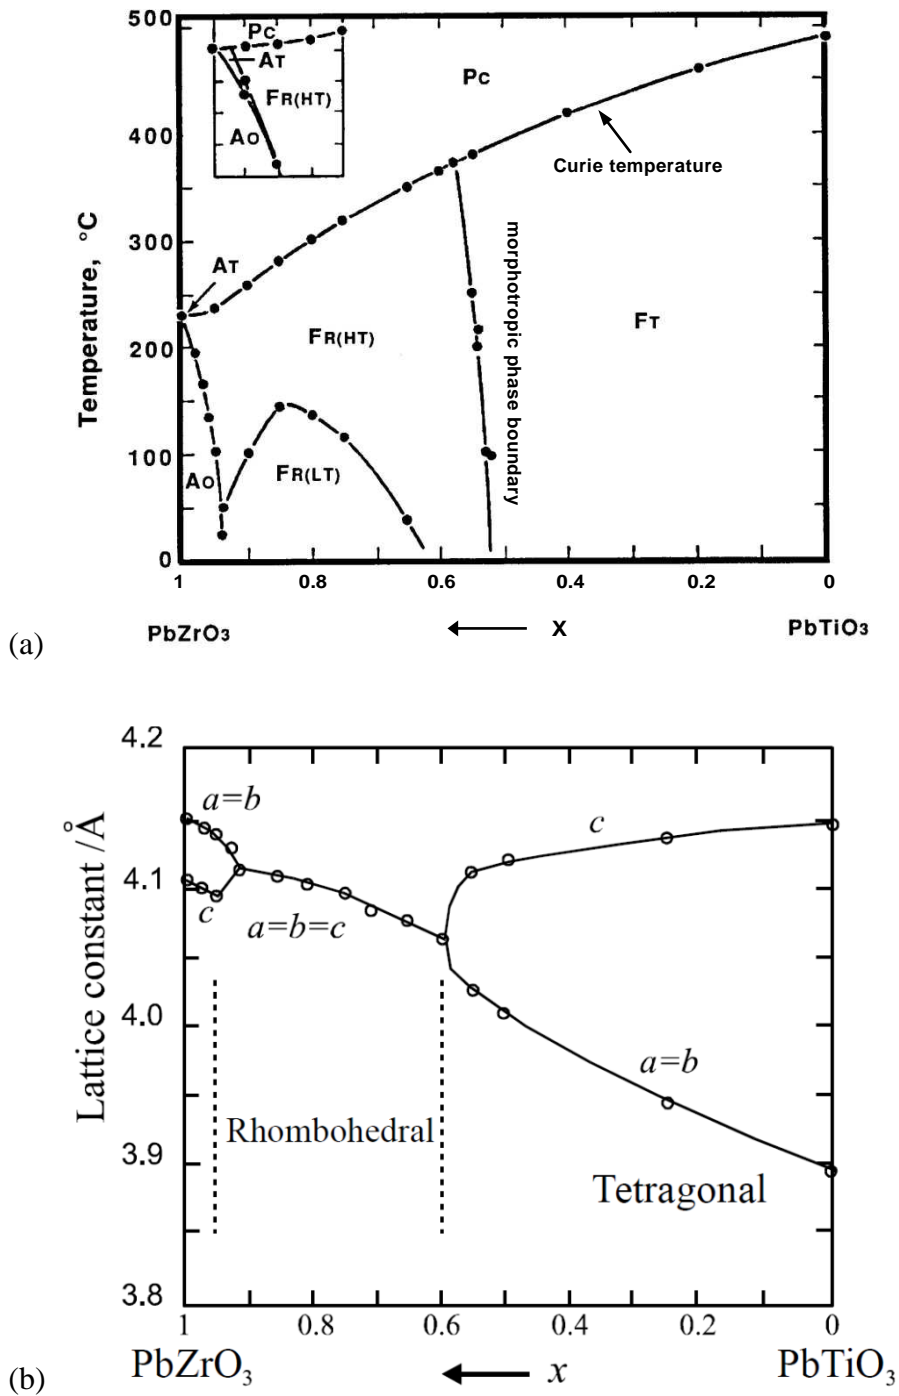 500
400
300
200
100
0
Temperature, °C
PC
AT
FR(HT)
AO
PC
Curie temperature
AT
FR(HT)
morphotropic phase boundary
FT
AO
FR(LT)
1 0.8 0.6 0.4 0.2 0
PbZrO3 X PbTiO3
(a)
4.2
4.1
4.0
3.9
3.8
Lattice constant /Å
a=b
c
c
a=b=c
a=b
Rhombohedral
Tetragonal
1 0.8 0.6 0.4 0.2 0
PbZrO3 x PbTiO3
(b)